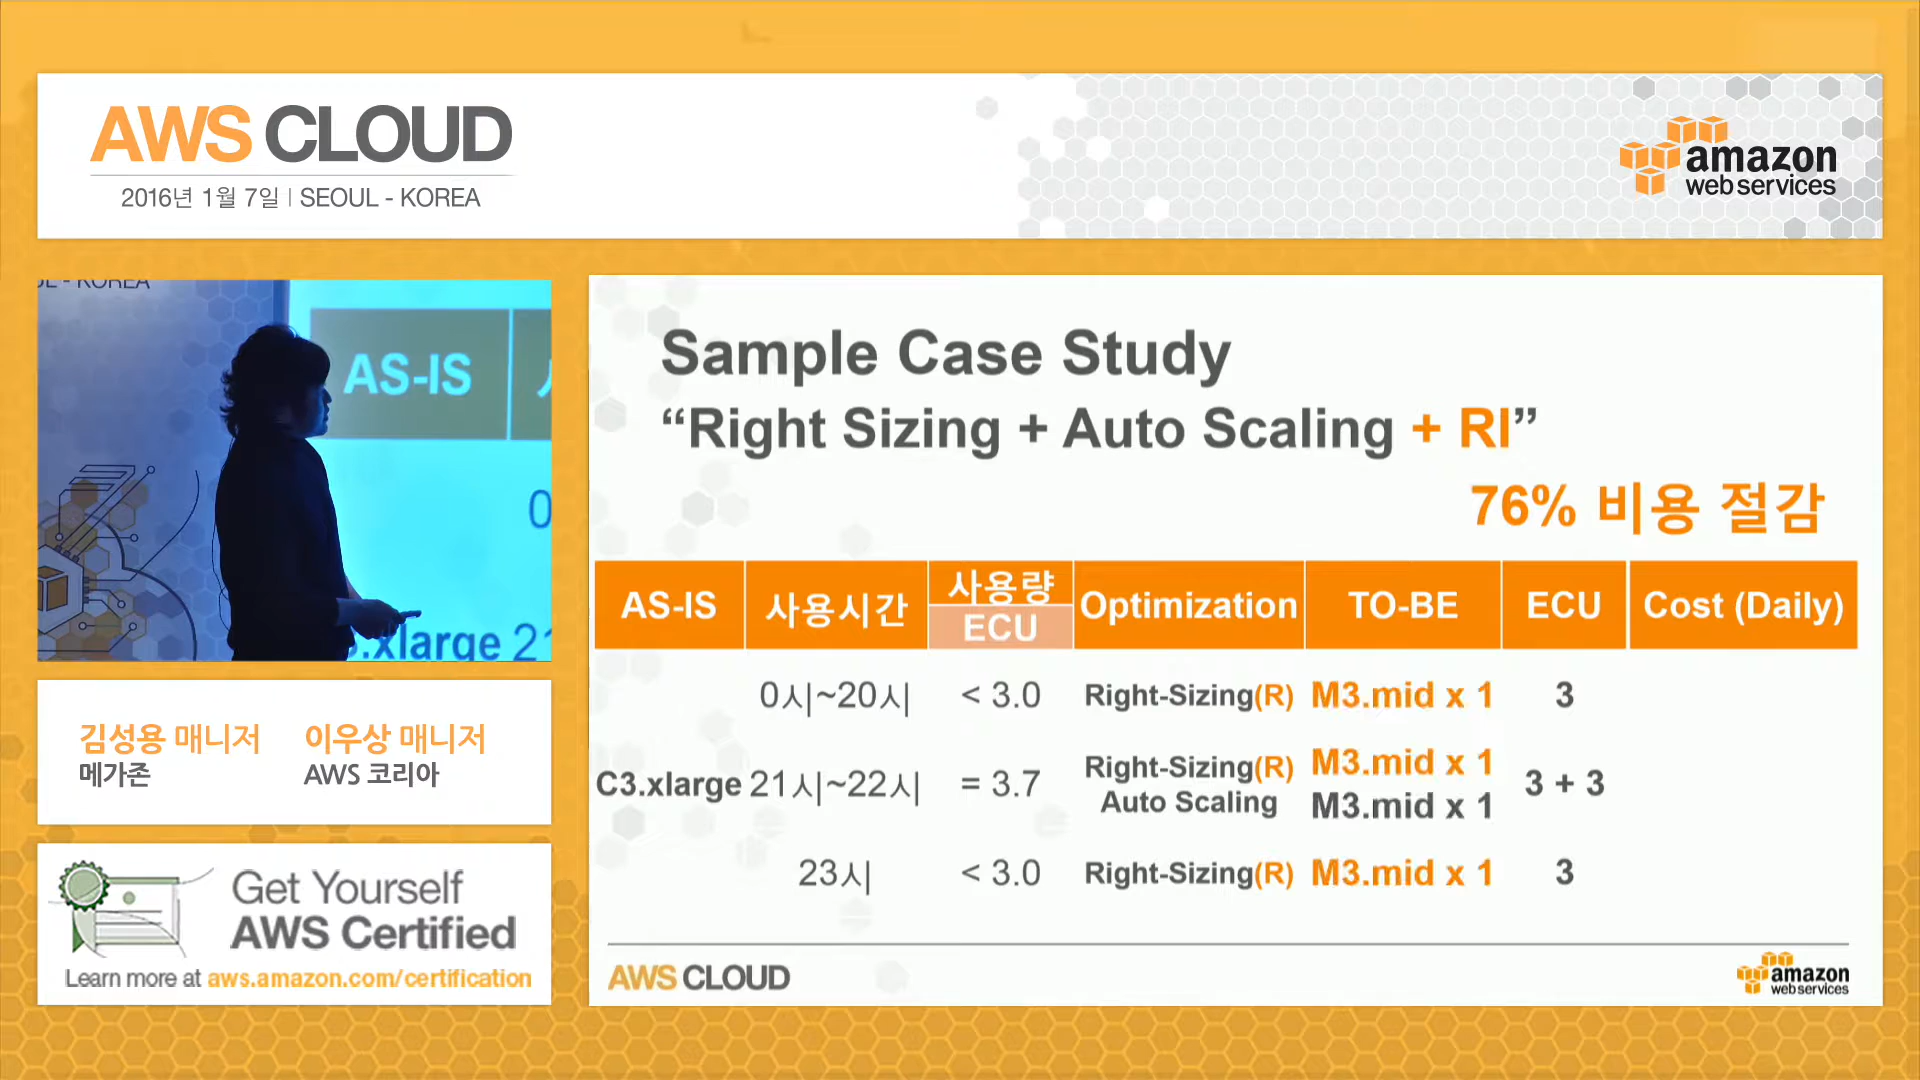 AWS CLOUD
2016년 1월 7일 | SEOUL - KOREA
amazon
web services
UL - KOREA
AS-IS
0
.xlarge 21
김성용 매니저
메가존
이우상 매니저
AWS 코리아
Get Yourself
AWS Certified
Learn more at aws.amazon.com/certification
Sample Case Study
“Right Sizing + Auto Scaling + RI”
76% 비용 절감
AS-IS 사용시간 사용량 ECU Optimization TO-BE ECU Cost (Daily)
0시~20시 < 3.0 Right-Sizing(R) M3.mid x 1 3
C3.xlarge 21시~22시 = 3.7 Right-Sizing(R) Auto Scaling M3.mid x 1 M3.mid x 1 3 + 3
23시 < 3.0 Right-Sizing(R) M3.mid x 1 3
AWS CLOUD
amazon
web services